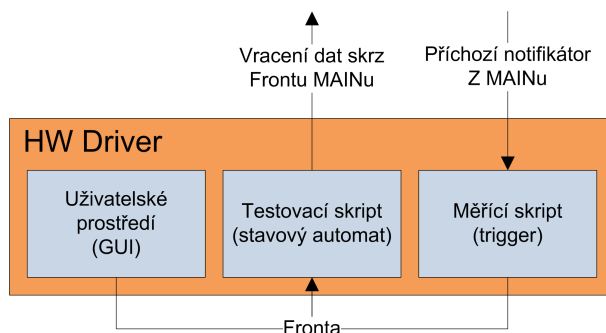 Vracení dat skrz
Frontu MAINu
Příchozí notifikátor
Z MAINu
HW Driver
Uživatelské
prostředí
(GUI)
Testovací skript
(stavový automat)
Měřící skript
(trigger)
Fronta